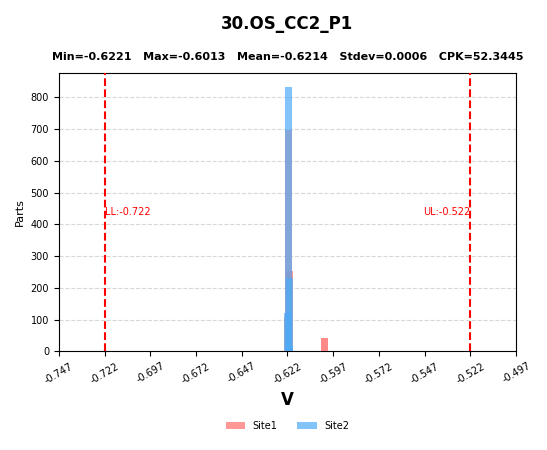 30.OS_CC2_P1
Min=-0.6221 Max=-0.6013 Mean=-0.6214 Stdev=0.0006 CPK=52.3445
800
700
600
500
400
300
200
100
0
Parts
LL:-0.722
UL:-0.522
-0.747 -0.722 -0.697 -0.672 -0.647 -0.622 -0.597 -0.572 -0.547 -0.522 -0.497
V
Site1 Site2